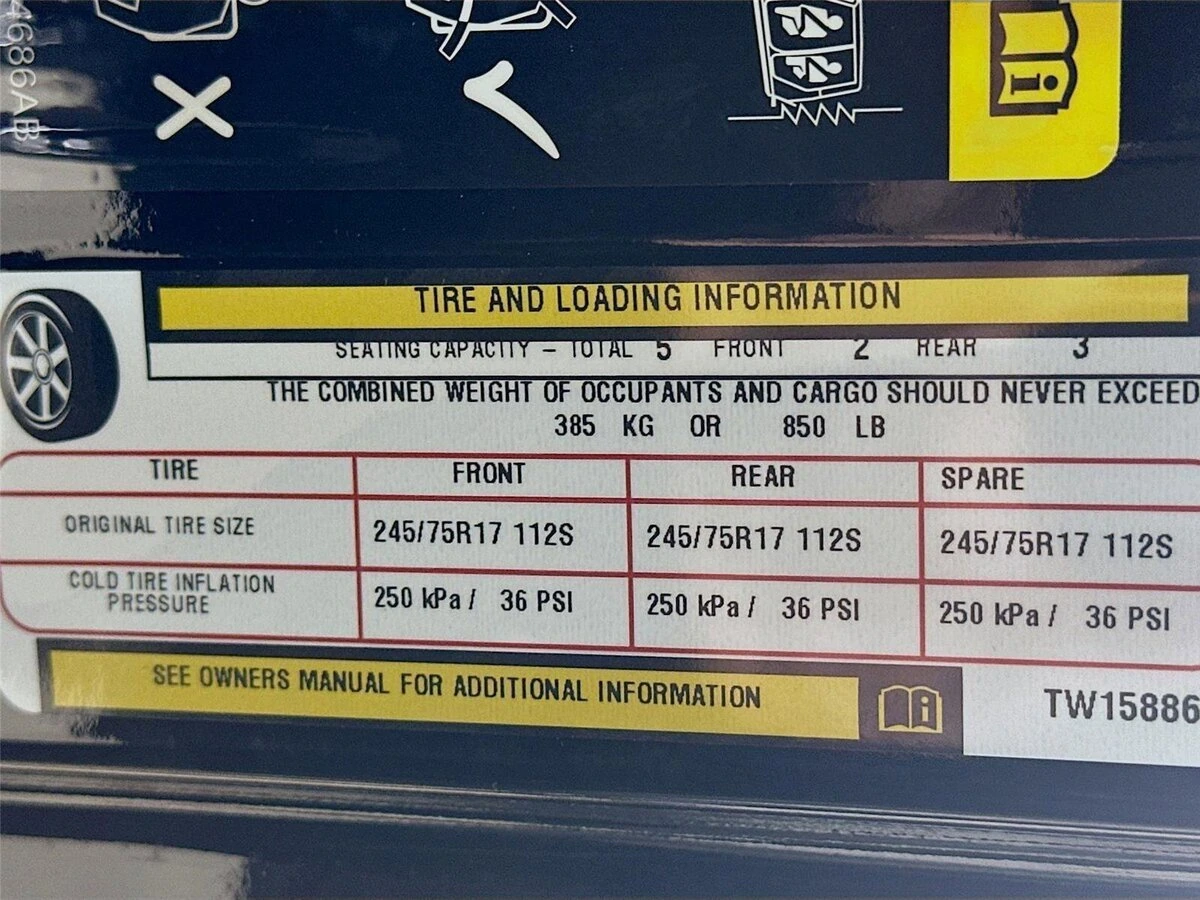 4686AB
TIRE AND LOADING INFORMATION
SEATING CAPACITY – TOTAL 5 FRONT 2 REAR 3
THE COMBINED WEIGHT OF OCCUPANTS AND CARGO SHOULD NEVER EXCEED
385 KG OR 850 LB
TIRE FRONT REAR SPARE
ORIGINAL TIRE SIZE 245/75R17 112S 245/75R17 112S 245/75R17 112S
COLD TIRE INFLATION
PRESSURE 250 kPa / 36 PSI 250 kPa / 36 PSI 250 kPa / 36 PSI
SEE OWNERS MANUAL FOR ADDITIONAL INFORMATION
TW15886